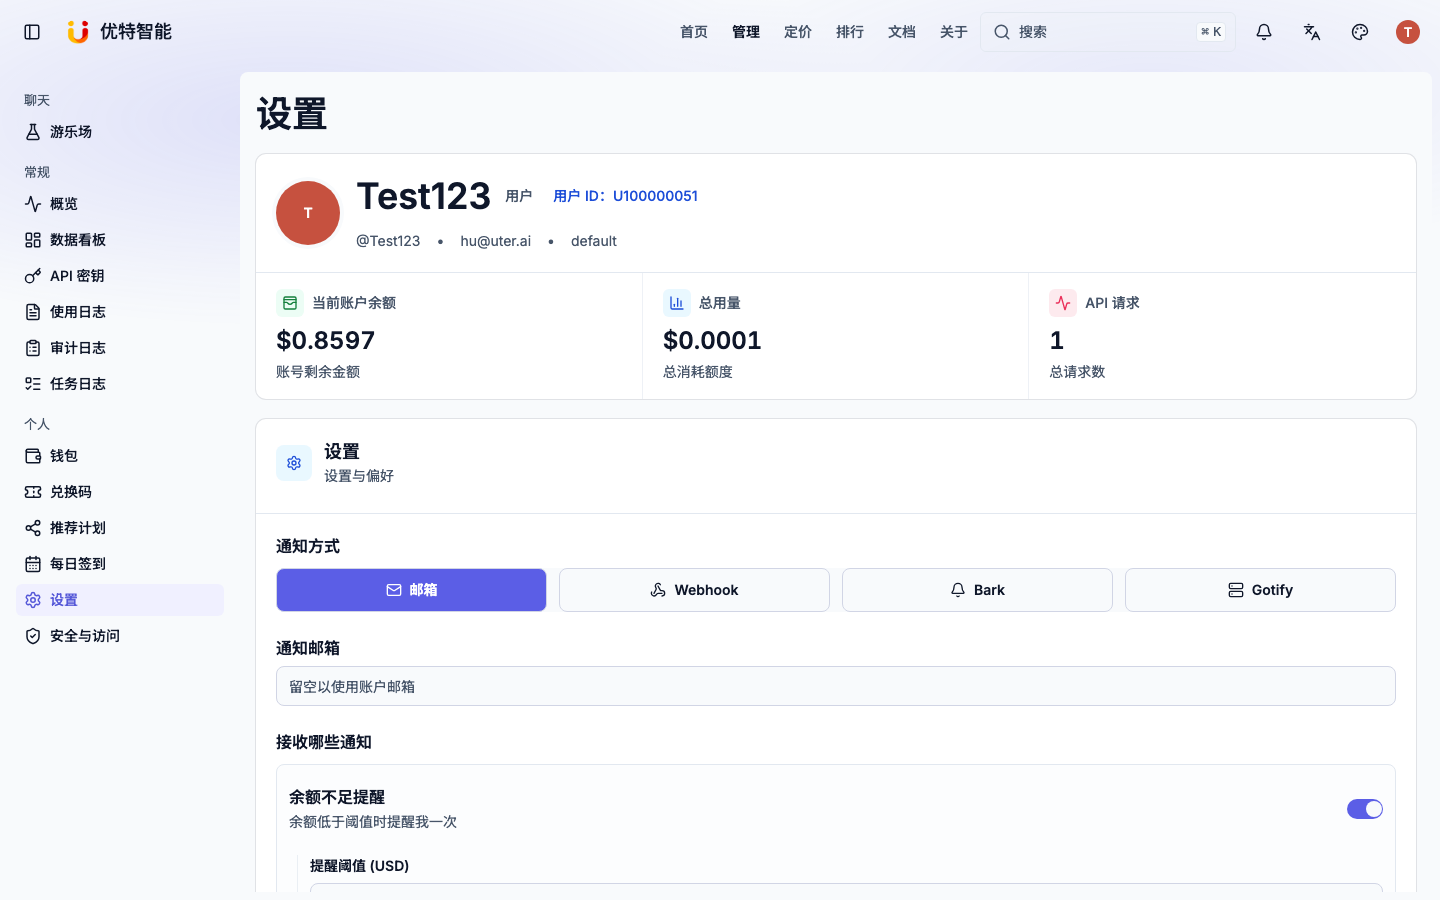 优特智能
首页
管理
定价
排行
文档
关于
搜索
⌘ K
T
聊天
游乐场
常规
概览
数据看板
API 密钥
使用日志
审计日志
任务日志
个人
钱包
兑换码
推荐计划
每日签到
设置
安全与访问
设置
T
Test123 用户 用户 ID：U100000051
@Test123 • hu@uter.ai • default
当前账户余额
$0.8597
账号剩余金额
总用量
$0.0001
总消耗额度
API 请求
1
总请求数
设置
设置与偏好
通知方式
邮箱
Webhook
Bark
Gotify
通知邮箱
留空以使用账户邮箱
接收哪些通知
余额不足提醒
余额低于阈值时提醒我一次
提醒阈值 (USD)